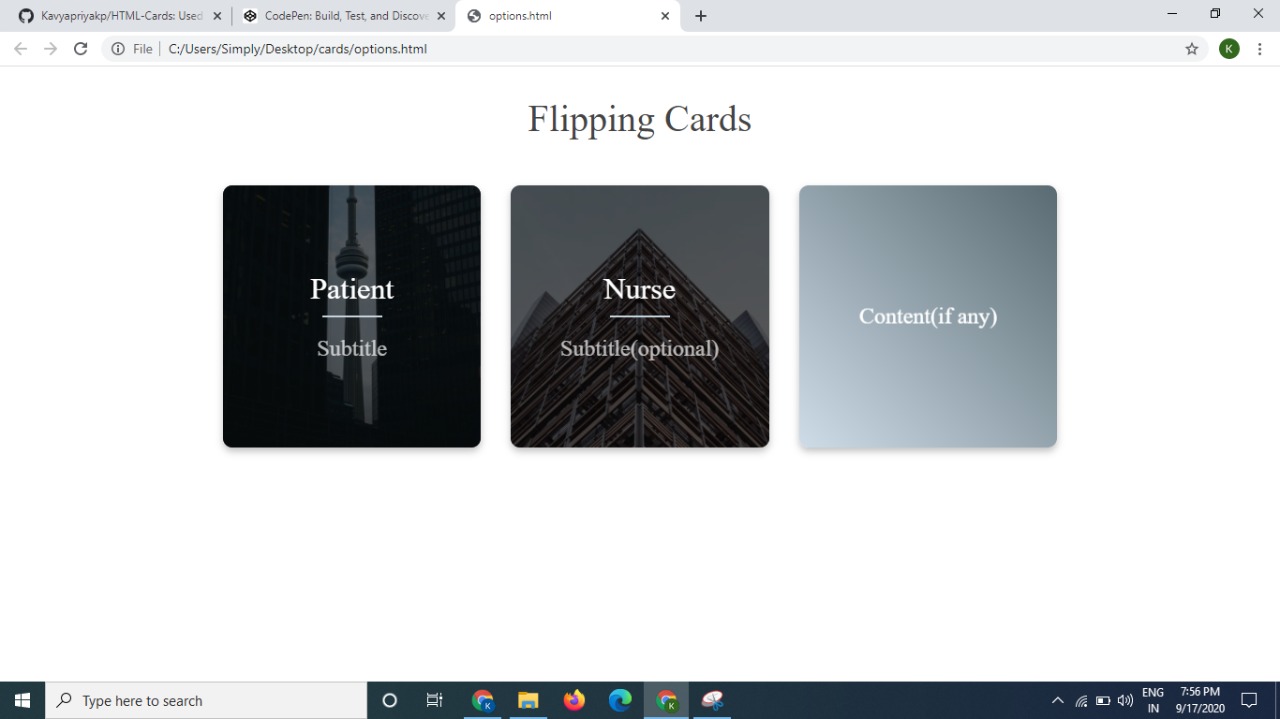 Kavyapriyakp/HTML-Cards: Used
CodePen: Build, Test, and Discove
options.html
File
C:/Users/Simply/Desktop/cards/options.html
K
Flipping Cards
Patient
Subtitle
Nurse
Subtitle(optional)
Content(if any)
Type here to search
K
K
ENG
IN
7:56 PM
9/17/2020